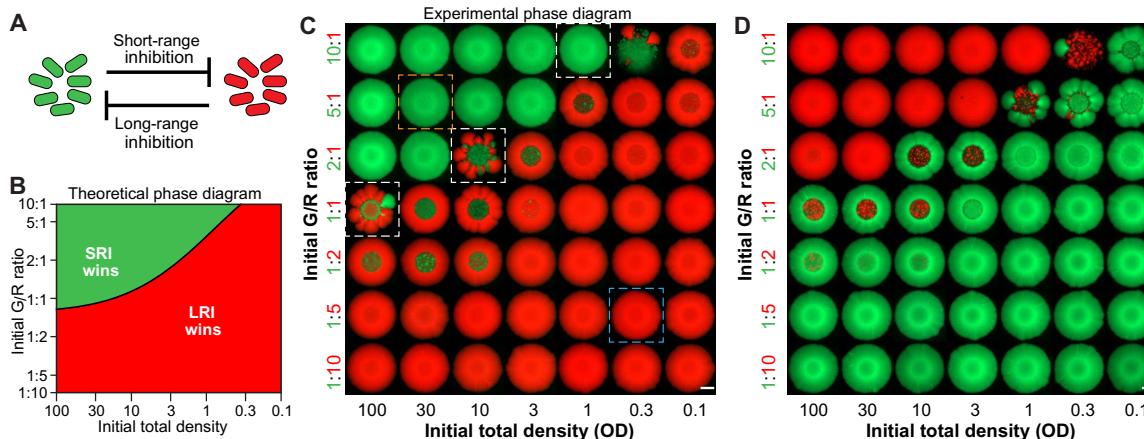 A
Short-range
inhibition
Long-range
inhibition
B
Theoretical phase diagram
Initial G/R ratio
10:1
5:1
2:1
1:1
1:2
1:5
1:10
SRI
wins
LRI
wins
100 30 10 3 1 0.3 0.1
Initial total density
C
Experimental phase diagram
Initial G/R ratio
10:1
5:1
2:1
1:1
1:2
1:5
1:10
100 30 10 3 1 0.3 0.1
Initial total density (OD)
D
Initial G/R ratio
10:1
5:1
2:1
1:1
1:2
1:5
1:10
100 30 10 3 1 0.3 0.1
Initial total density (OD)